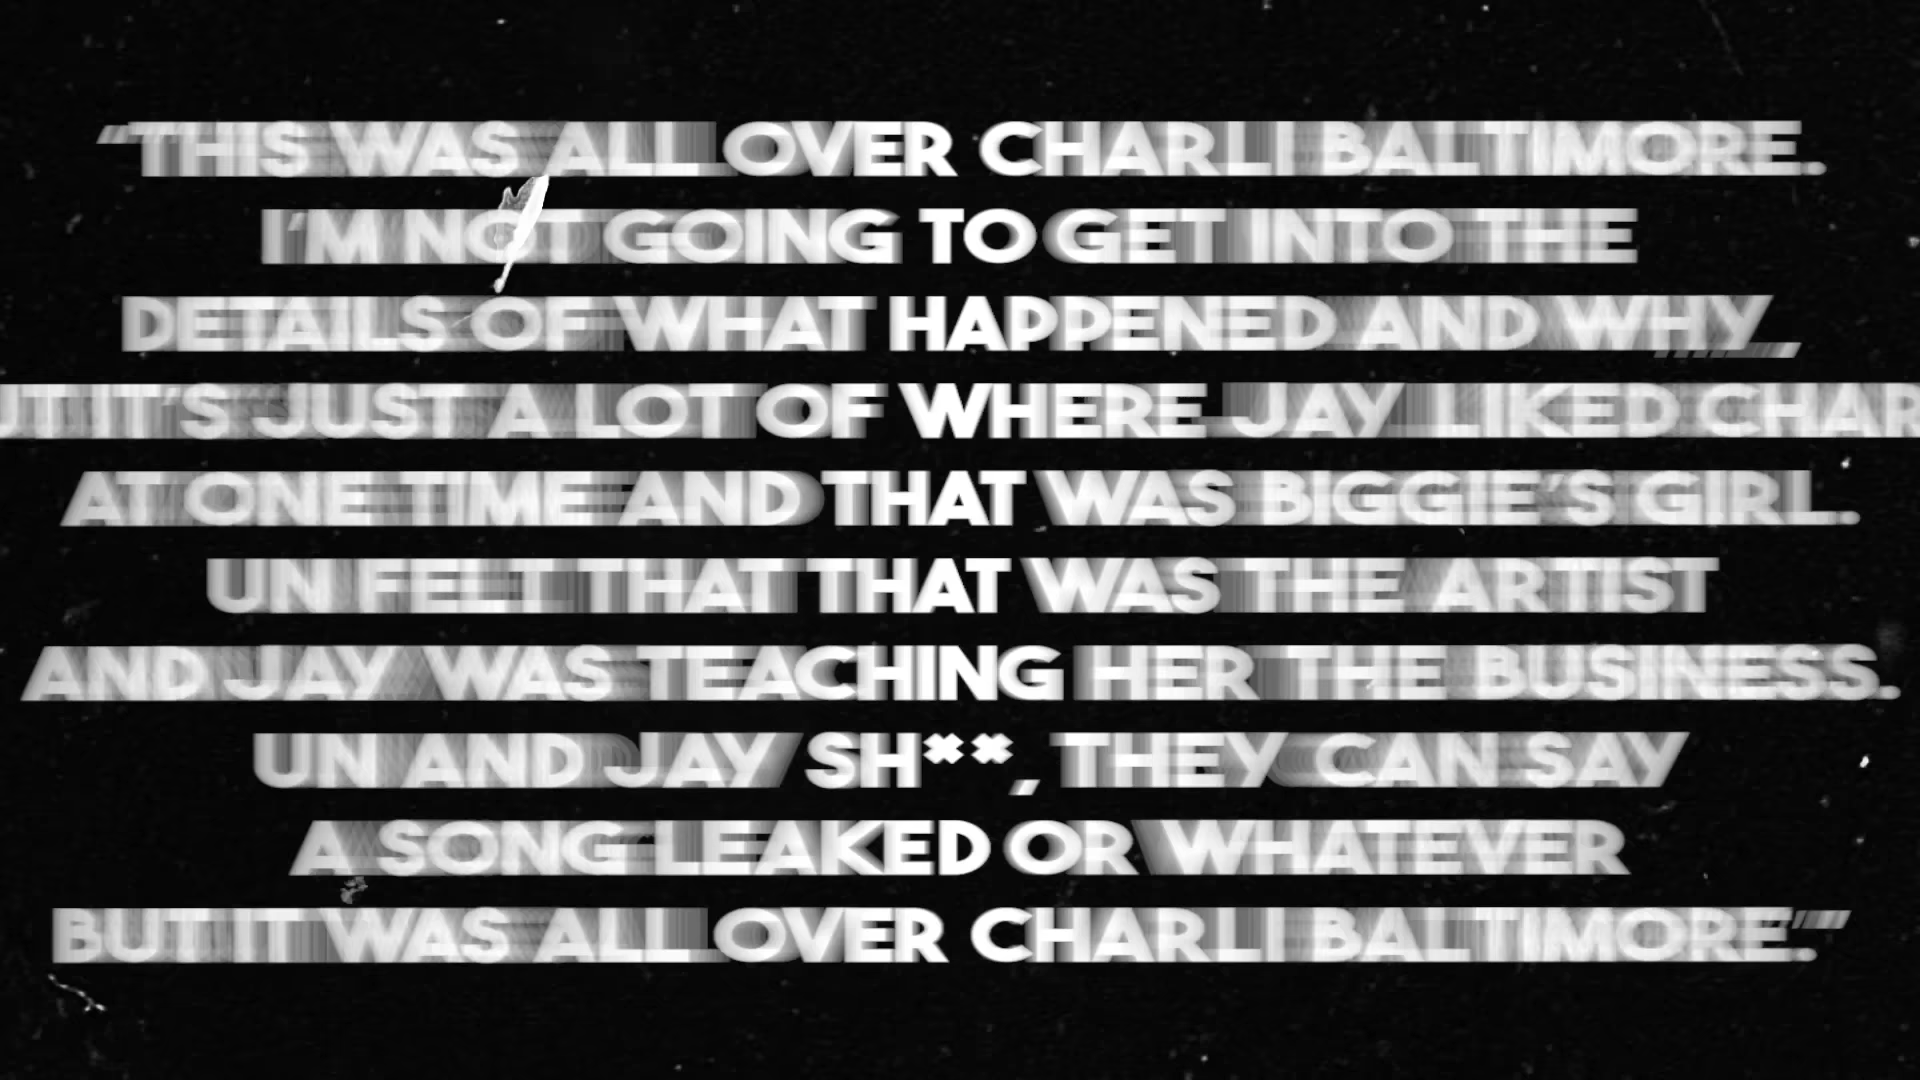 "THIS WAS ALL OVER CHARLI BALTIMORE.
I'M NOT GOING TO GET INTO THE
DETAILS OF WHAT HAPPENED AND WHY,
UT IT'S JUST A LOT OF WHERE JAY LIKED CHAR
AT ONE TIME AND THAT WAS BIGGIE'S GIRL.
UN FELT THAT THAT WAS THE ARTIST
AND JAY WAS TEACHING HER THE BUSINESS.
UN AND JAY SH**, THEY CAN SAY
A SONG LEAKED OR WHATEVER
BUT IT WAS ALL OVER CHARLI BALTIMORE."